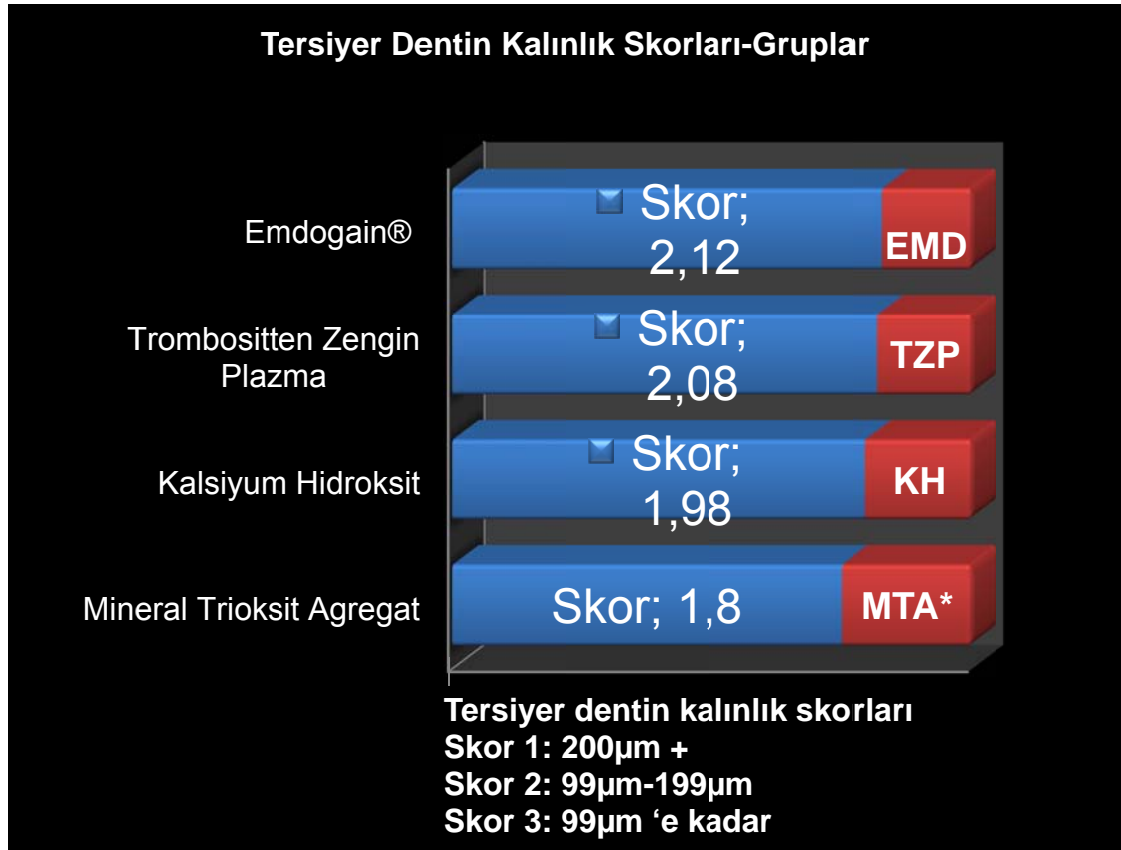 Tersiyer Dentin Kalınlık Skorları-Gruplar
Emdogain®
Skor;
2,12
EMD
Trombositten Zengin
Plazma
Skor;
2,08
TZP
Kalsiyum Hidroksit
Skor;
1,98
KH
Mineral Trioksit Agregat
Skor; 1,8
MTA*
Tersiyer dentin kalınlık skorları
Skor 1: 200µm +
Skor 2: 99µm-199µm
Skor 3: 99µm ‘e kadar